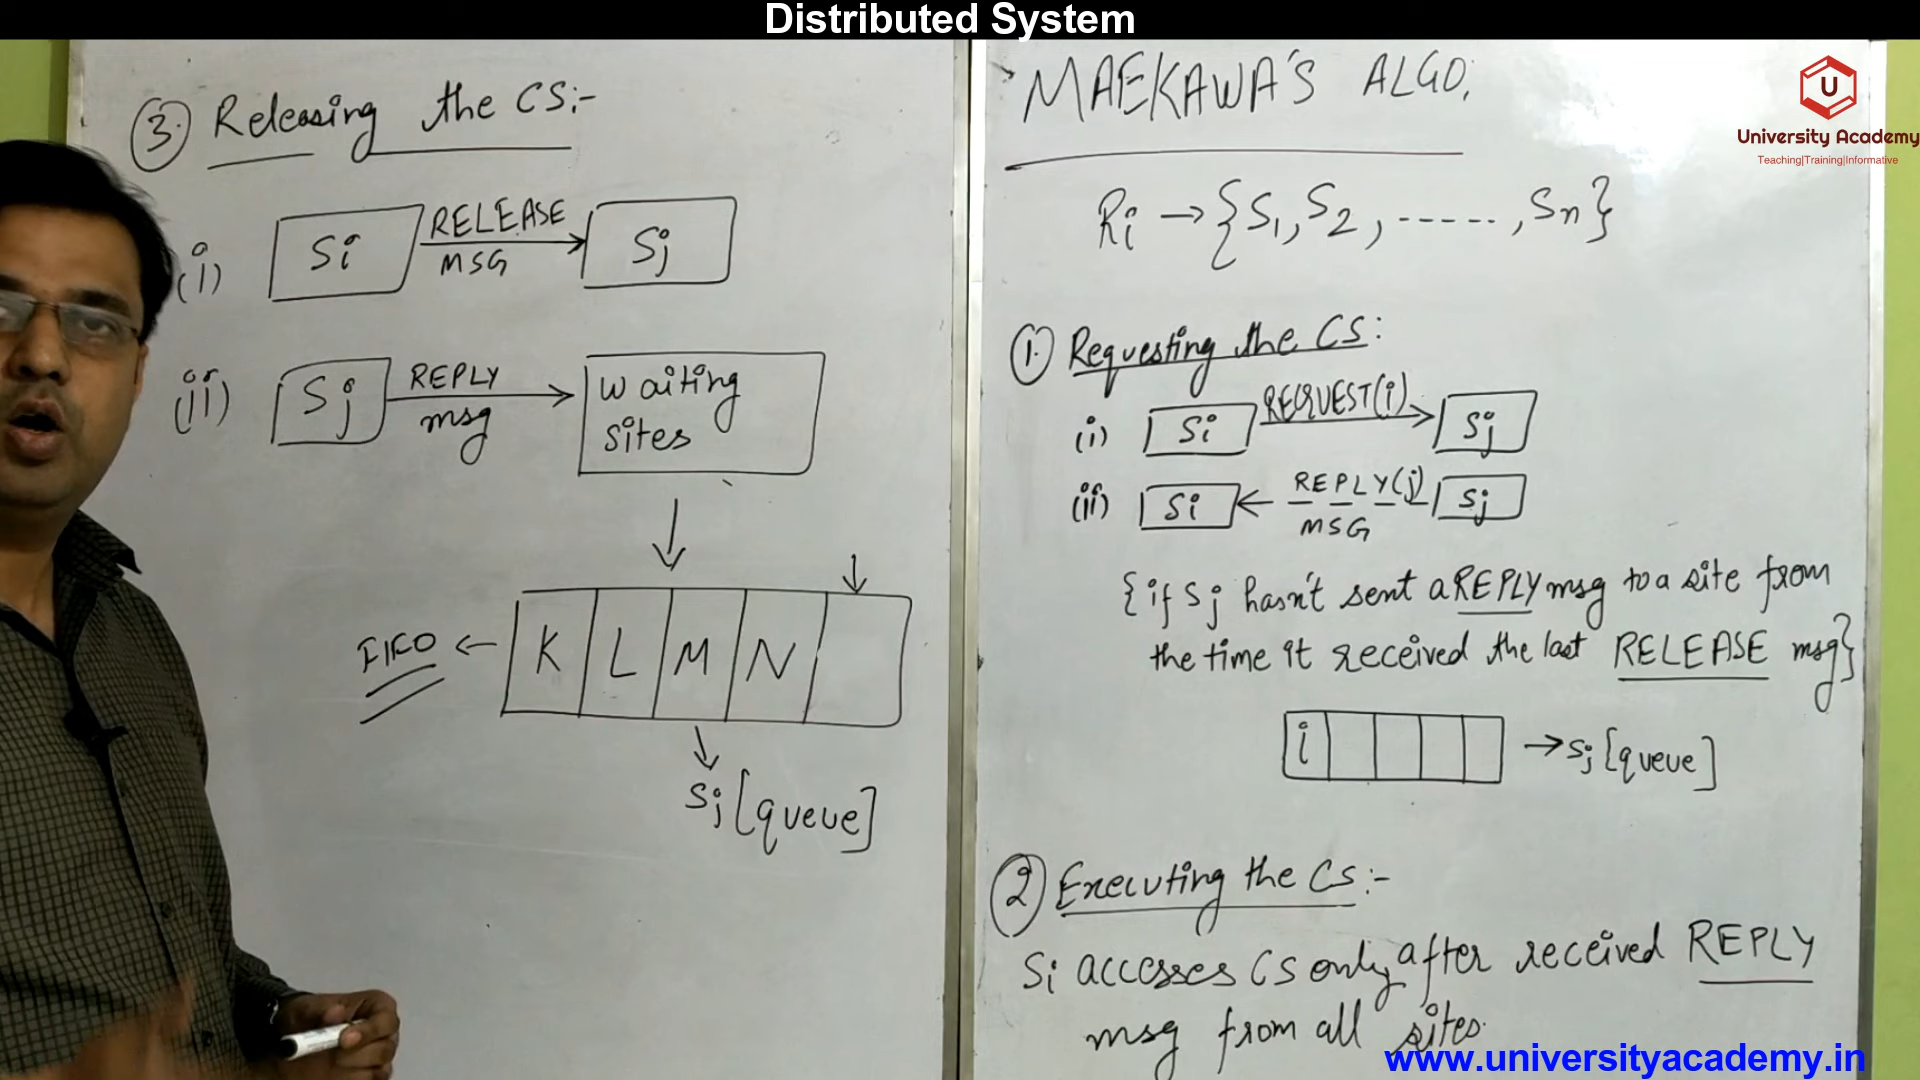 Distributed System
3. Releasing the CS:-
(i) Si RELEASE MSG Sj
(ii) Sj REPLY msg Waiting sites
FIFO ← K L M N
Sj [queue]
MAEKAWA'S ALGO.
U
University Academy
Teaching|Training|Informative
Ri → {S1, S2, ------, Sn}
1. Requesting the CS:
(i) Si REQUEST(i) Sj
(ii) Si ← REPLY(j) MSG Sj
{if Sj hasn't sent a REPLY msg to a site from
the time it received the last RELEASE msg}
i → Sj [queue]
2 Executing the CS:-
Si accesses CS only after received REPLY
msg from all sites.
www.universityacademy.in